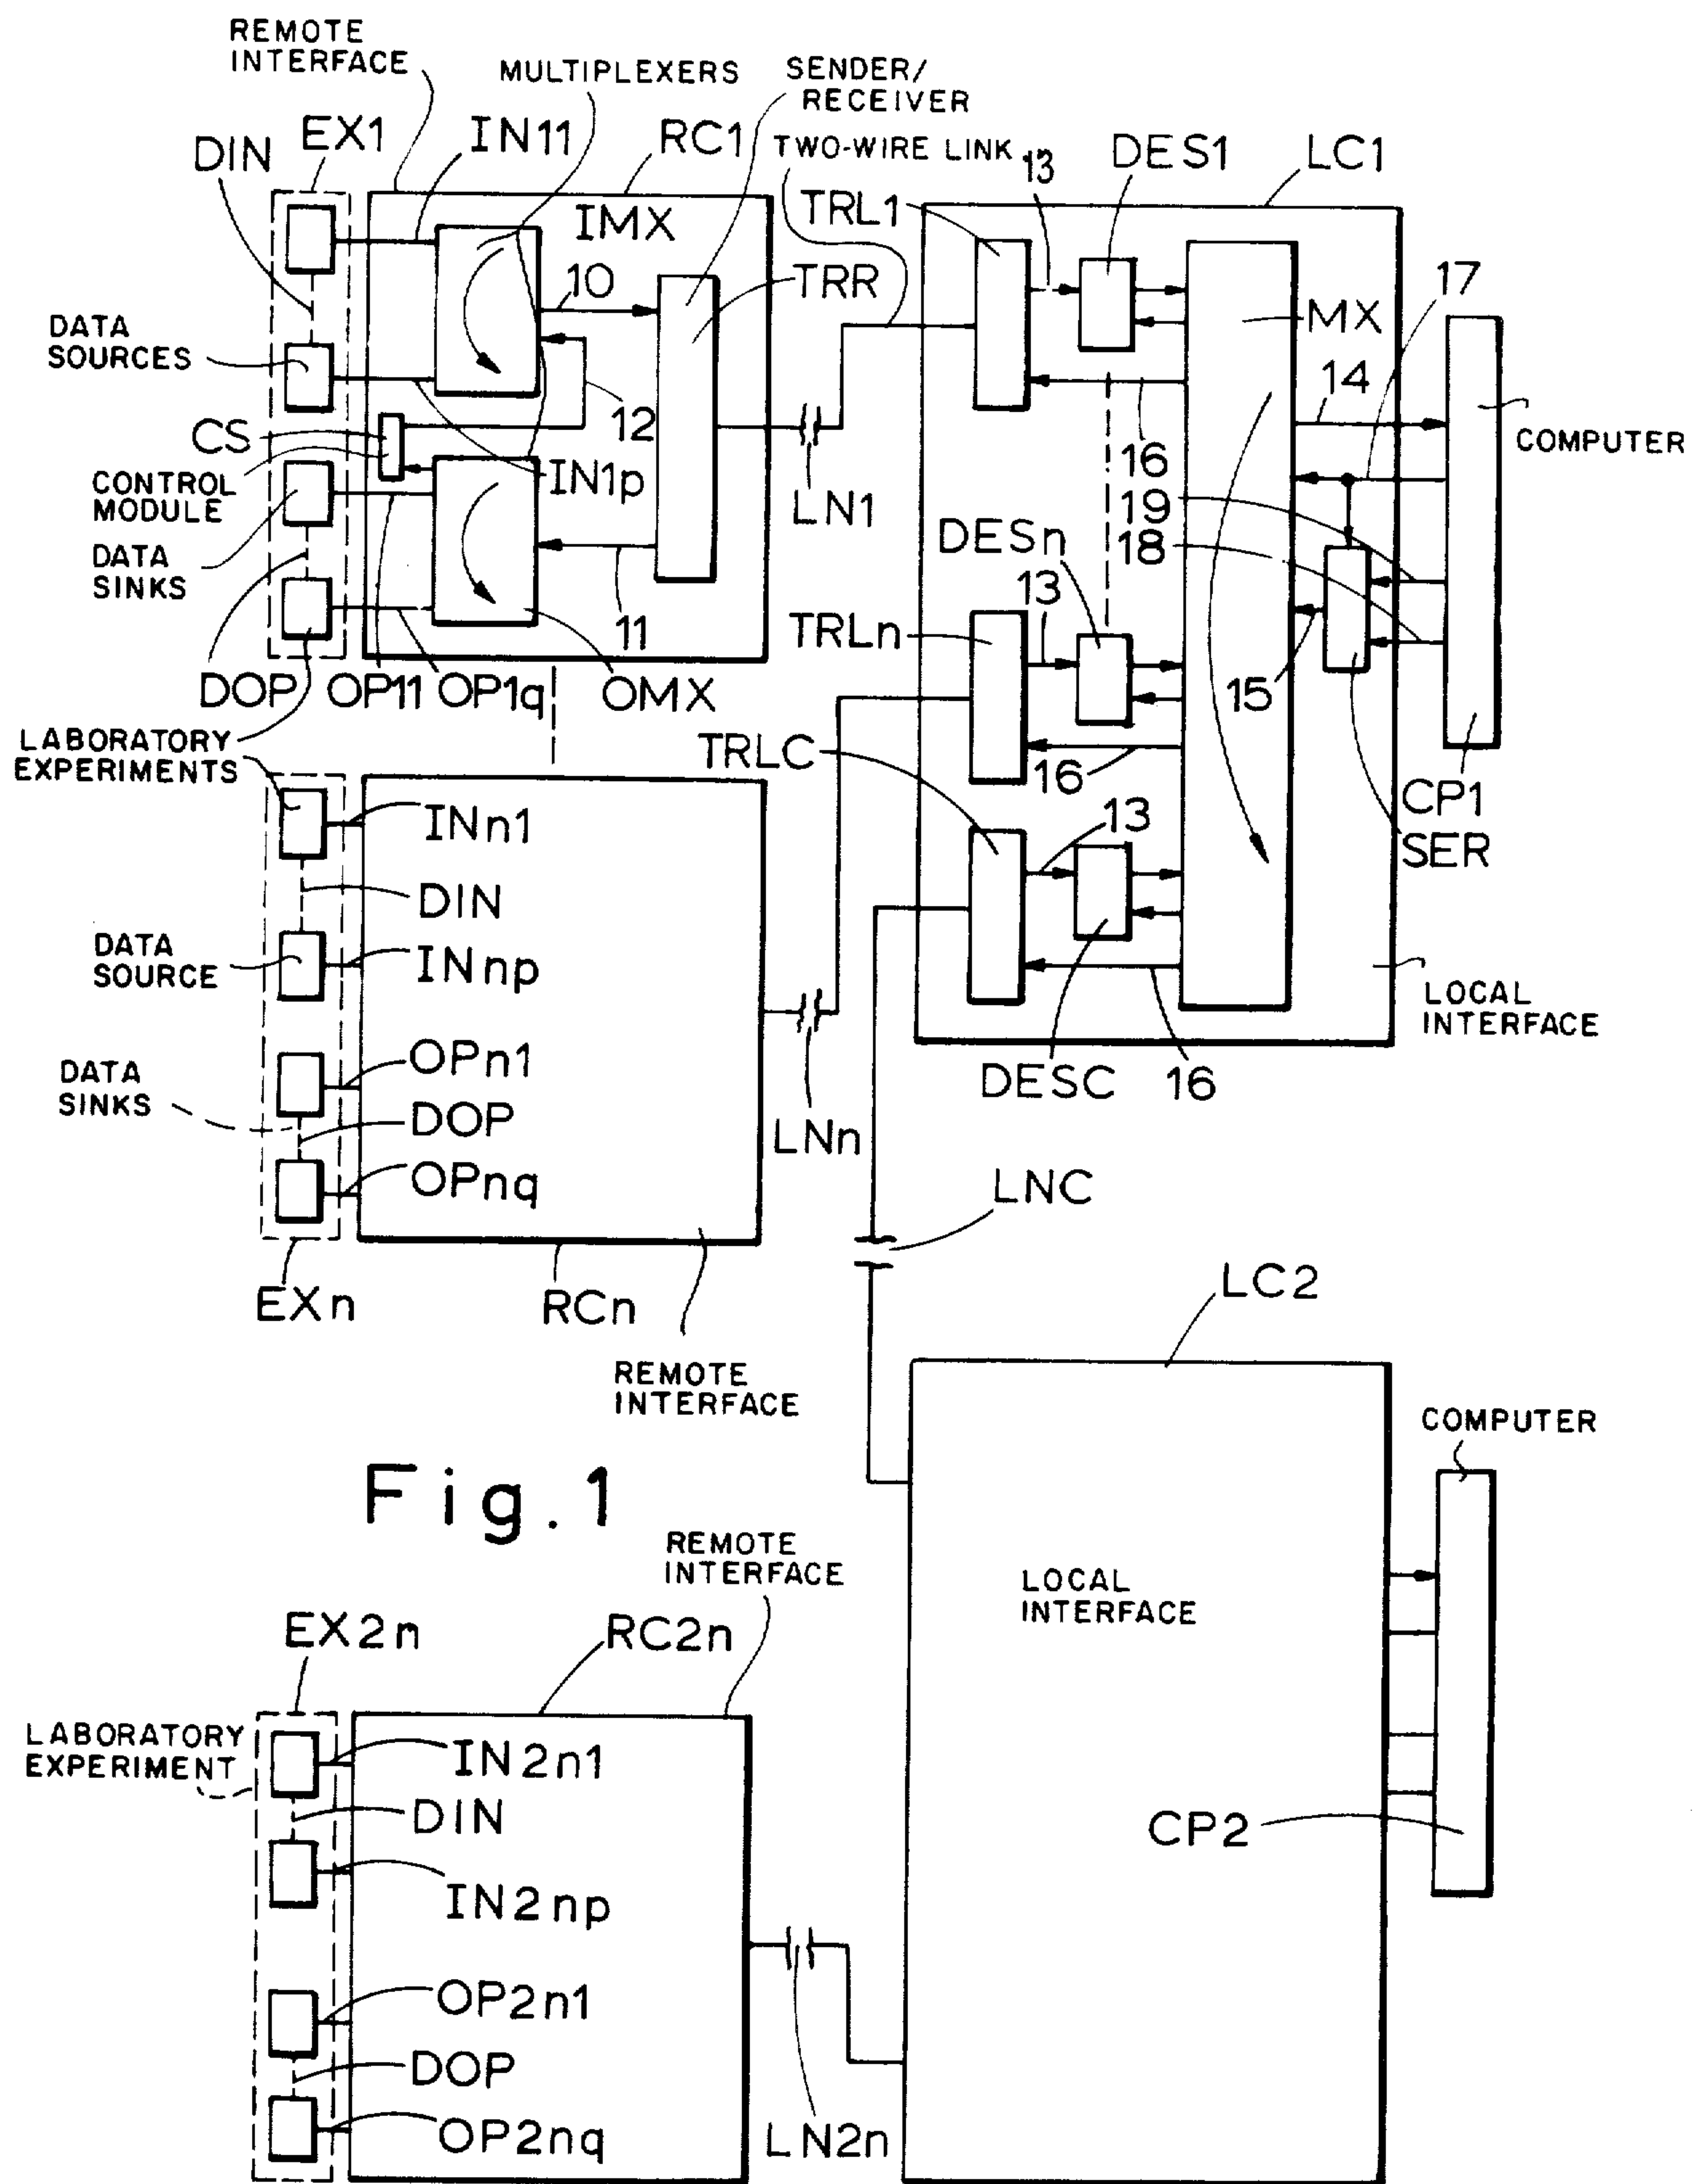 REMOTE
INTERFACE
MULTIPLEXERS
SENDER/
RECEIVER
DIN
EX1
IN11
RC1
TWO-WIRE LINK
13
DES1
LC1
TRL1
IMX
TRR
10
MX
17
14
DATA
SOURCES
12
COMPUTER
CS
CONTROL
MODULE
IN1p
LN1
16
19
18
DESn
DATA
SINKS
13
TRLn
11
15
DOP
OP11
OP1q
OMX
LABORATORY
EXPERIMENTS
TRLC
16
CP1
SER
13
INn1
DIN
DATA
SOURCE
INnp
LOCAL
INTERFACE
OPn1
DESC
16
DATA
SINKS
DOP
LNn
OPnq
LNC
EXn
RCn
LC2
REMOTE
INTERFACE
COMPUTER
Fig.1
REMOTE
INTERFACE
LOCAL
INTERFACE
EX2n
RC2n
LABORATORY
EXPERIMENT
IN2n1
DIN
CP2
IN2np
OP2n1
DOP
OP2nq
LN2n